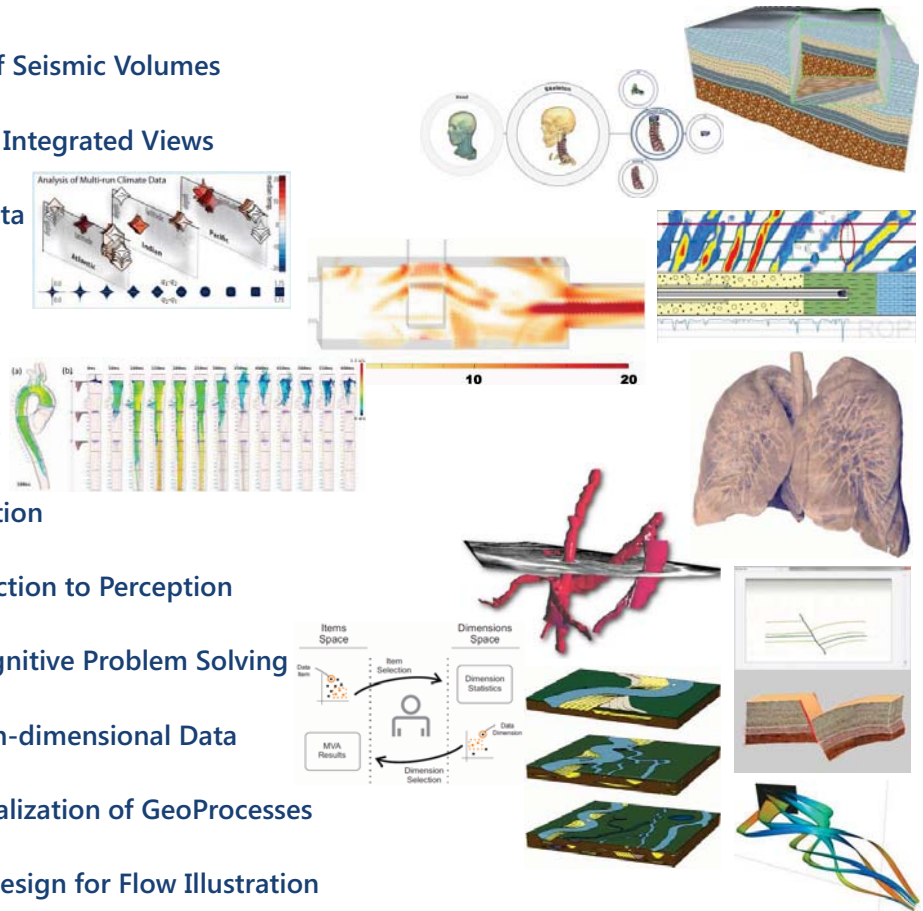 f Seismic Volumes
Integrated Views
ta
Analysis of Multi-run Climate Data
Atlantic
Indian
Pacific
Head
Skeleton
ROP
10
20
(a)
(b)
tion
ction to Perception
gnitive Problem Solving
n-dimensional Data
alization of GeoProcesses
esign for Flow Illustration
Items
Space
Dimensions
Space
Data
Item
Item
Selection
Dimension
Statistics
MVA
Results
Data
Dimension
Dimension
Selection